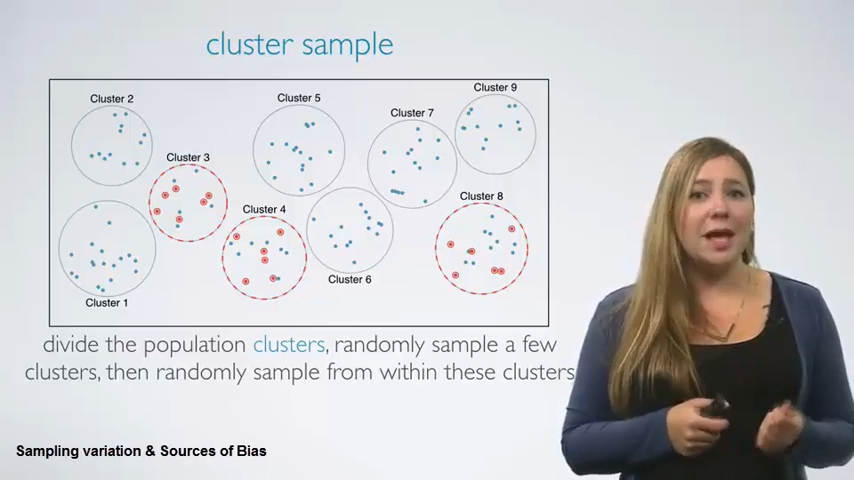 cluster sample
Cluster 2
Cluster 5
Cluster 9
Cluster 7
Cluster 3
Cluster 4
Cluster 8
Cluster 6
Cluster 1
divide the population clusters, randomly sample a few
clusters, then randomly sample from within these clusters
Sampling variation & Sources of Bias